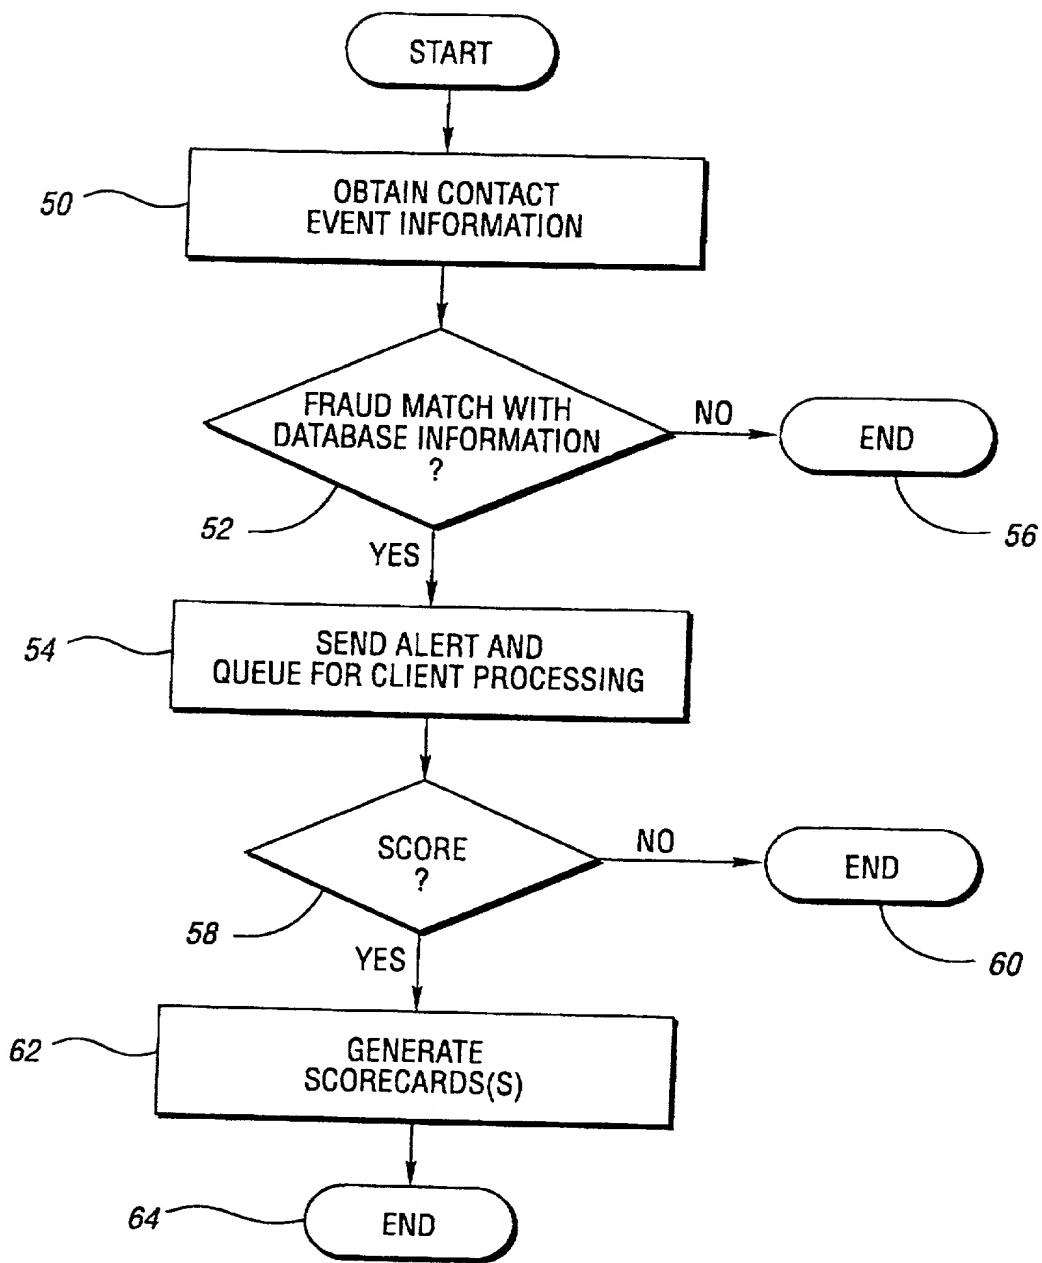 START
50
OBTAIN CONTACT
EVENT INFORMATION
FRAUD MATCH WITH
DATABASE INFORMATION
?
NO
END
52
56
YES
54
SEND ALERT AND
QUEUE FOR CLIENT PROCESSING
SCORE
?
NO
END
58
60
YES
62
GENERATE
SCORECARDS(S)
64
END